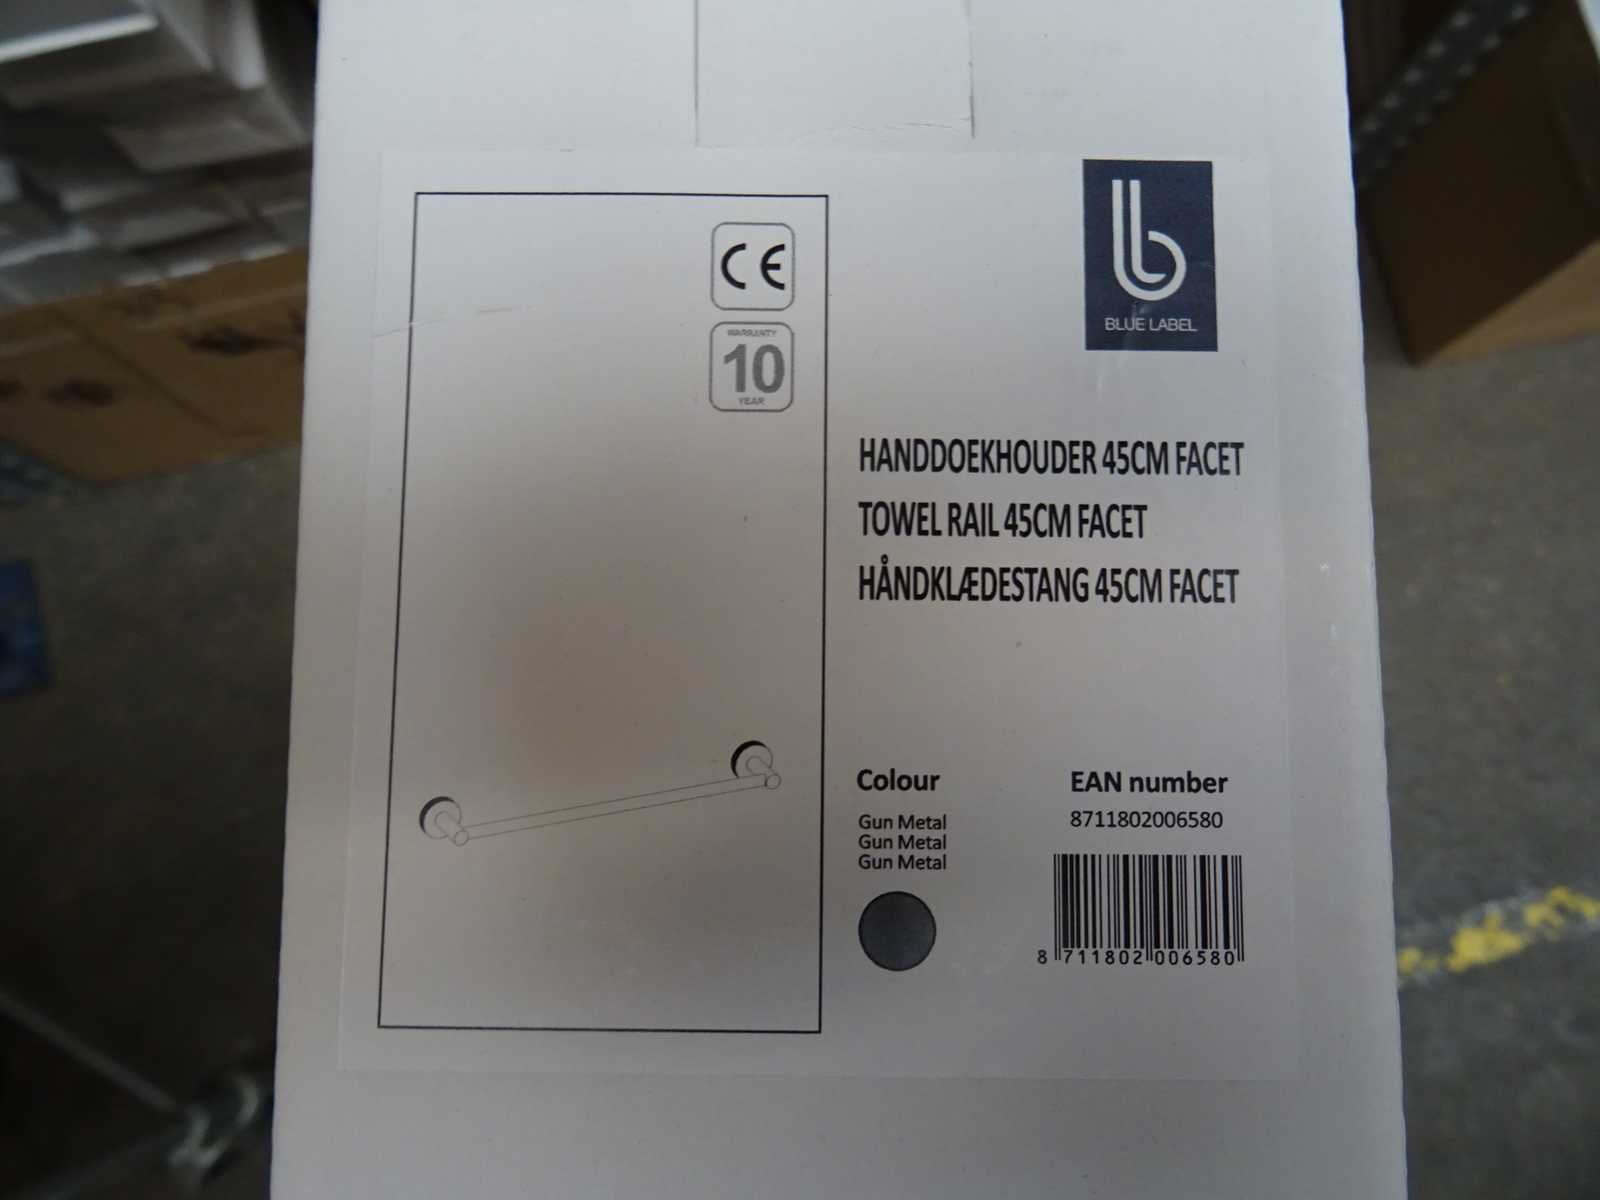 CE
WARRANTY
10
YEAR
b
BLUE LABEL
HANDDOEKHOUDER 45CM FACET
TOWEL RAIL 45CM FACET
HÅNDKLÆDESTANG 45CM FACET
Colour
Gun Metal
Gun Metal
Gun Metal
EAN number
8711802006580
8 711802 006580